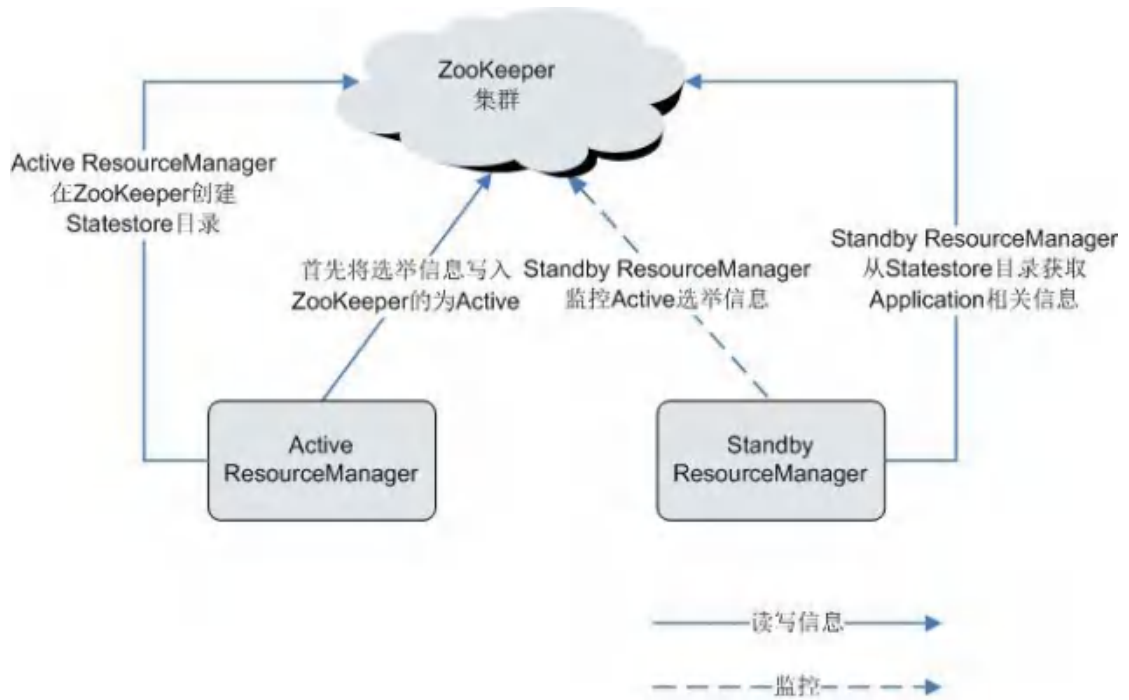 ZooKeeper
集群
Active ResourceManager
在ZooKeeper创建
Statestore目录
首先将选举信息写入
ZooKeeper的为Active
Standby ResourceManager
监控Active选举信息
Standby ResourceManager
从Statestore目录获取
Application相关信息
Active
ResourceManager
Standby
ResourceManager
读写信息
监控